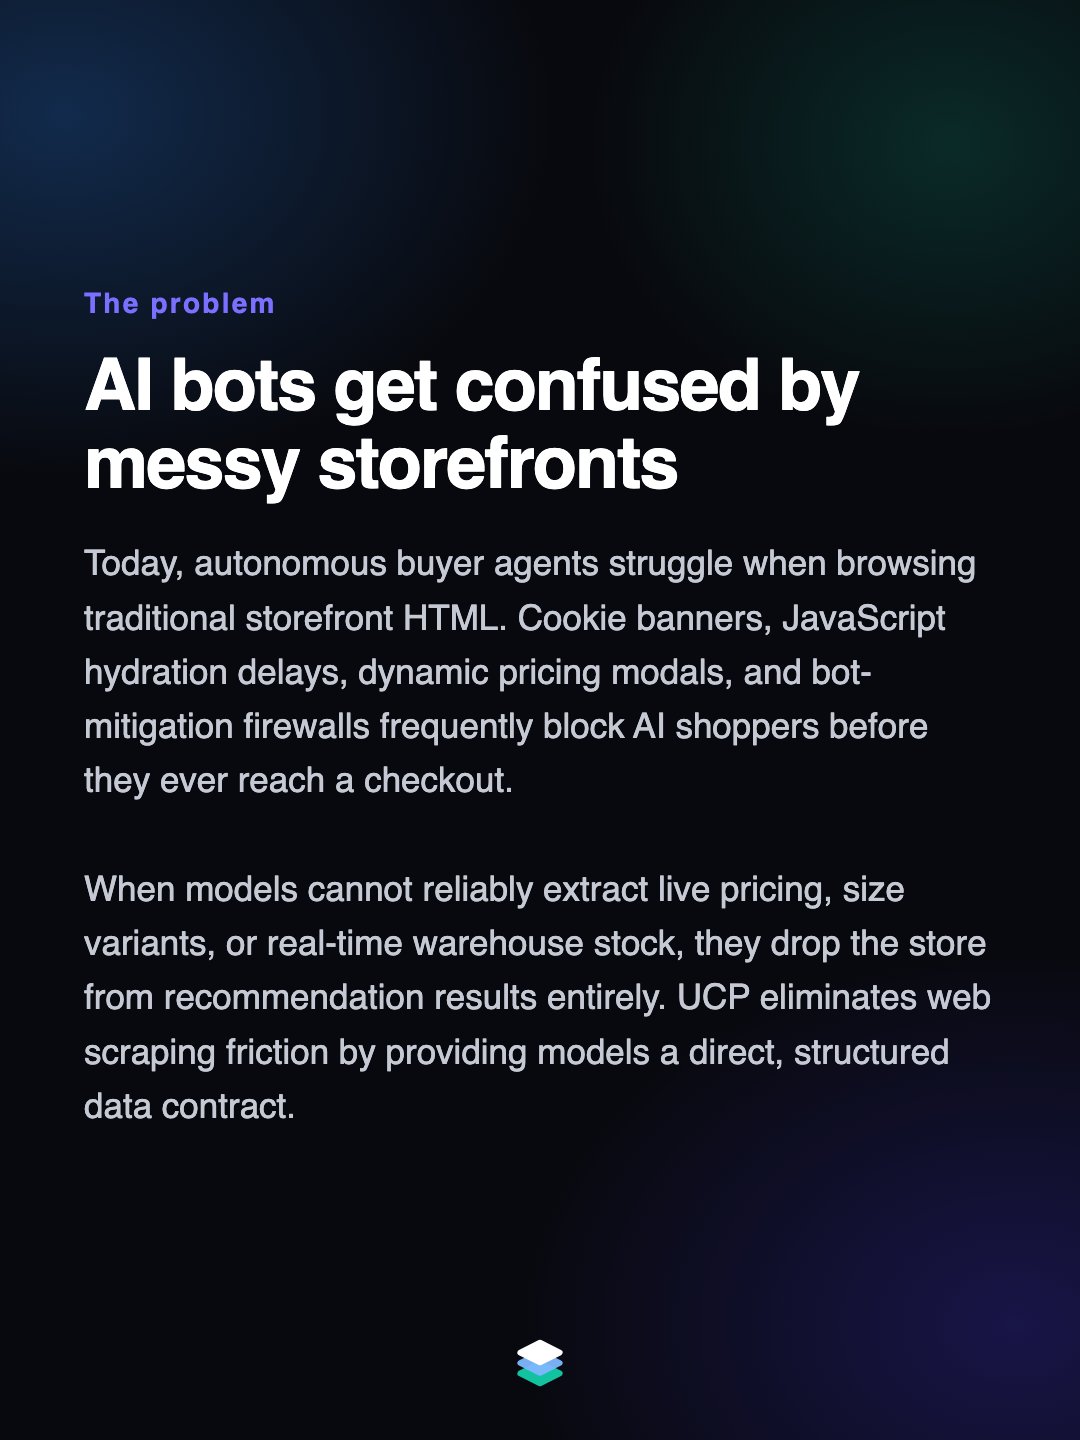 The problem
AI bots get confused by
messy storefronts
Today, autonomous buyer agents struggle when browsing
traditional storefront HTML. Cookie banners, JavaScript
hydration delays, dynamic pricing modals, and bot-
mitigation firewalls frequently block AI shoppers before
they ever reach a checkout.
When models cannot reliably extract live pricing, size
variants, or real-time warehouse stock, they drop the store
from recommendation results entirely. UCP eliminates web
scraping friction by providing models a direct, structured
data contract.